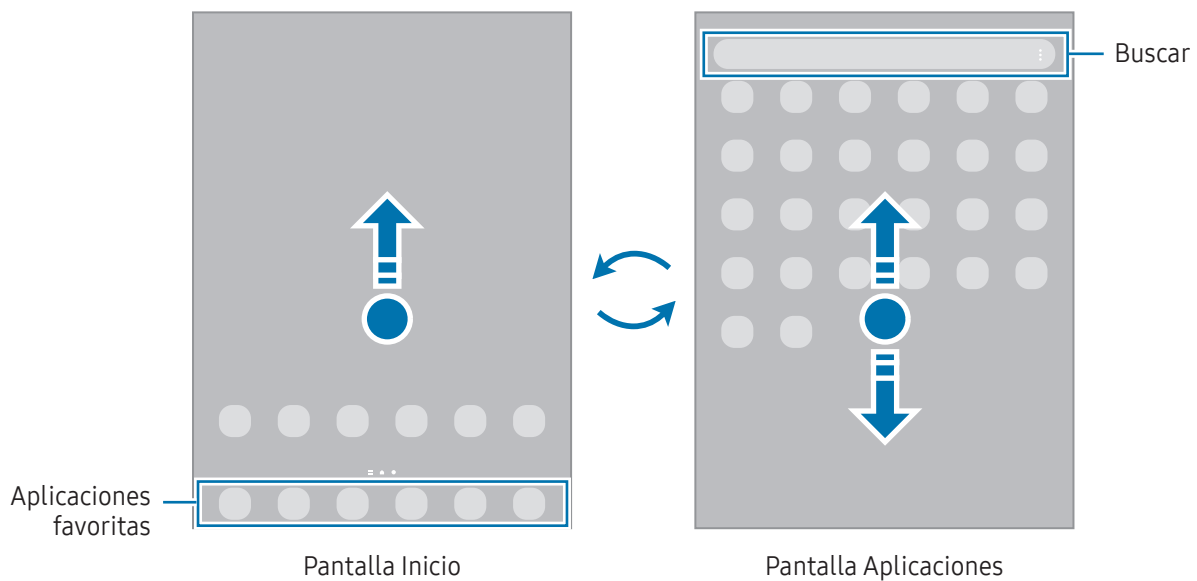 Buscar
Aplicaciones
favoritas
Pantalla Inicio
Pantalla Aplicaciones